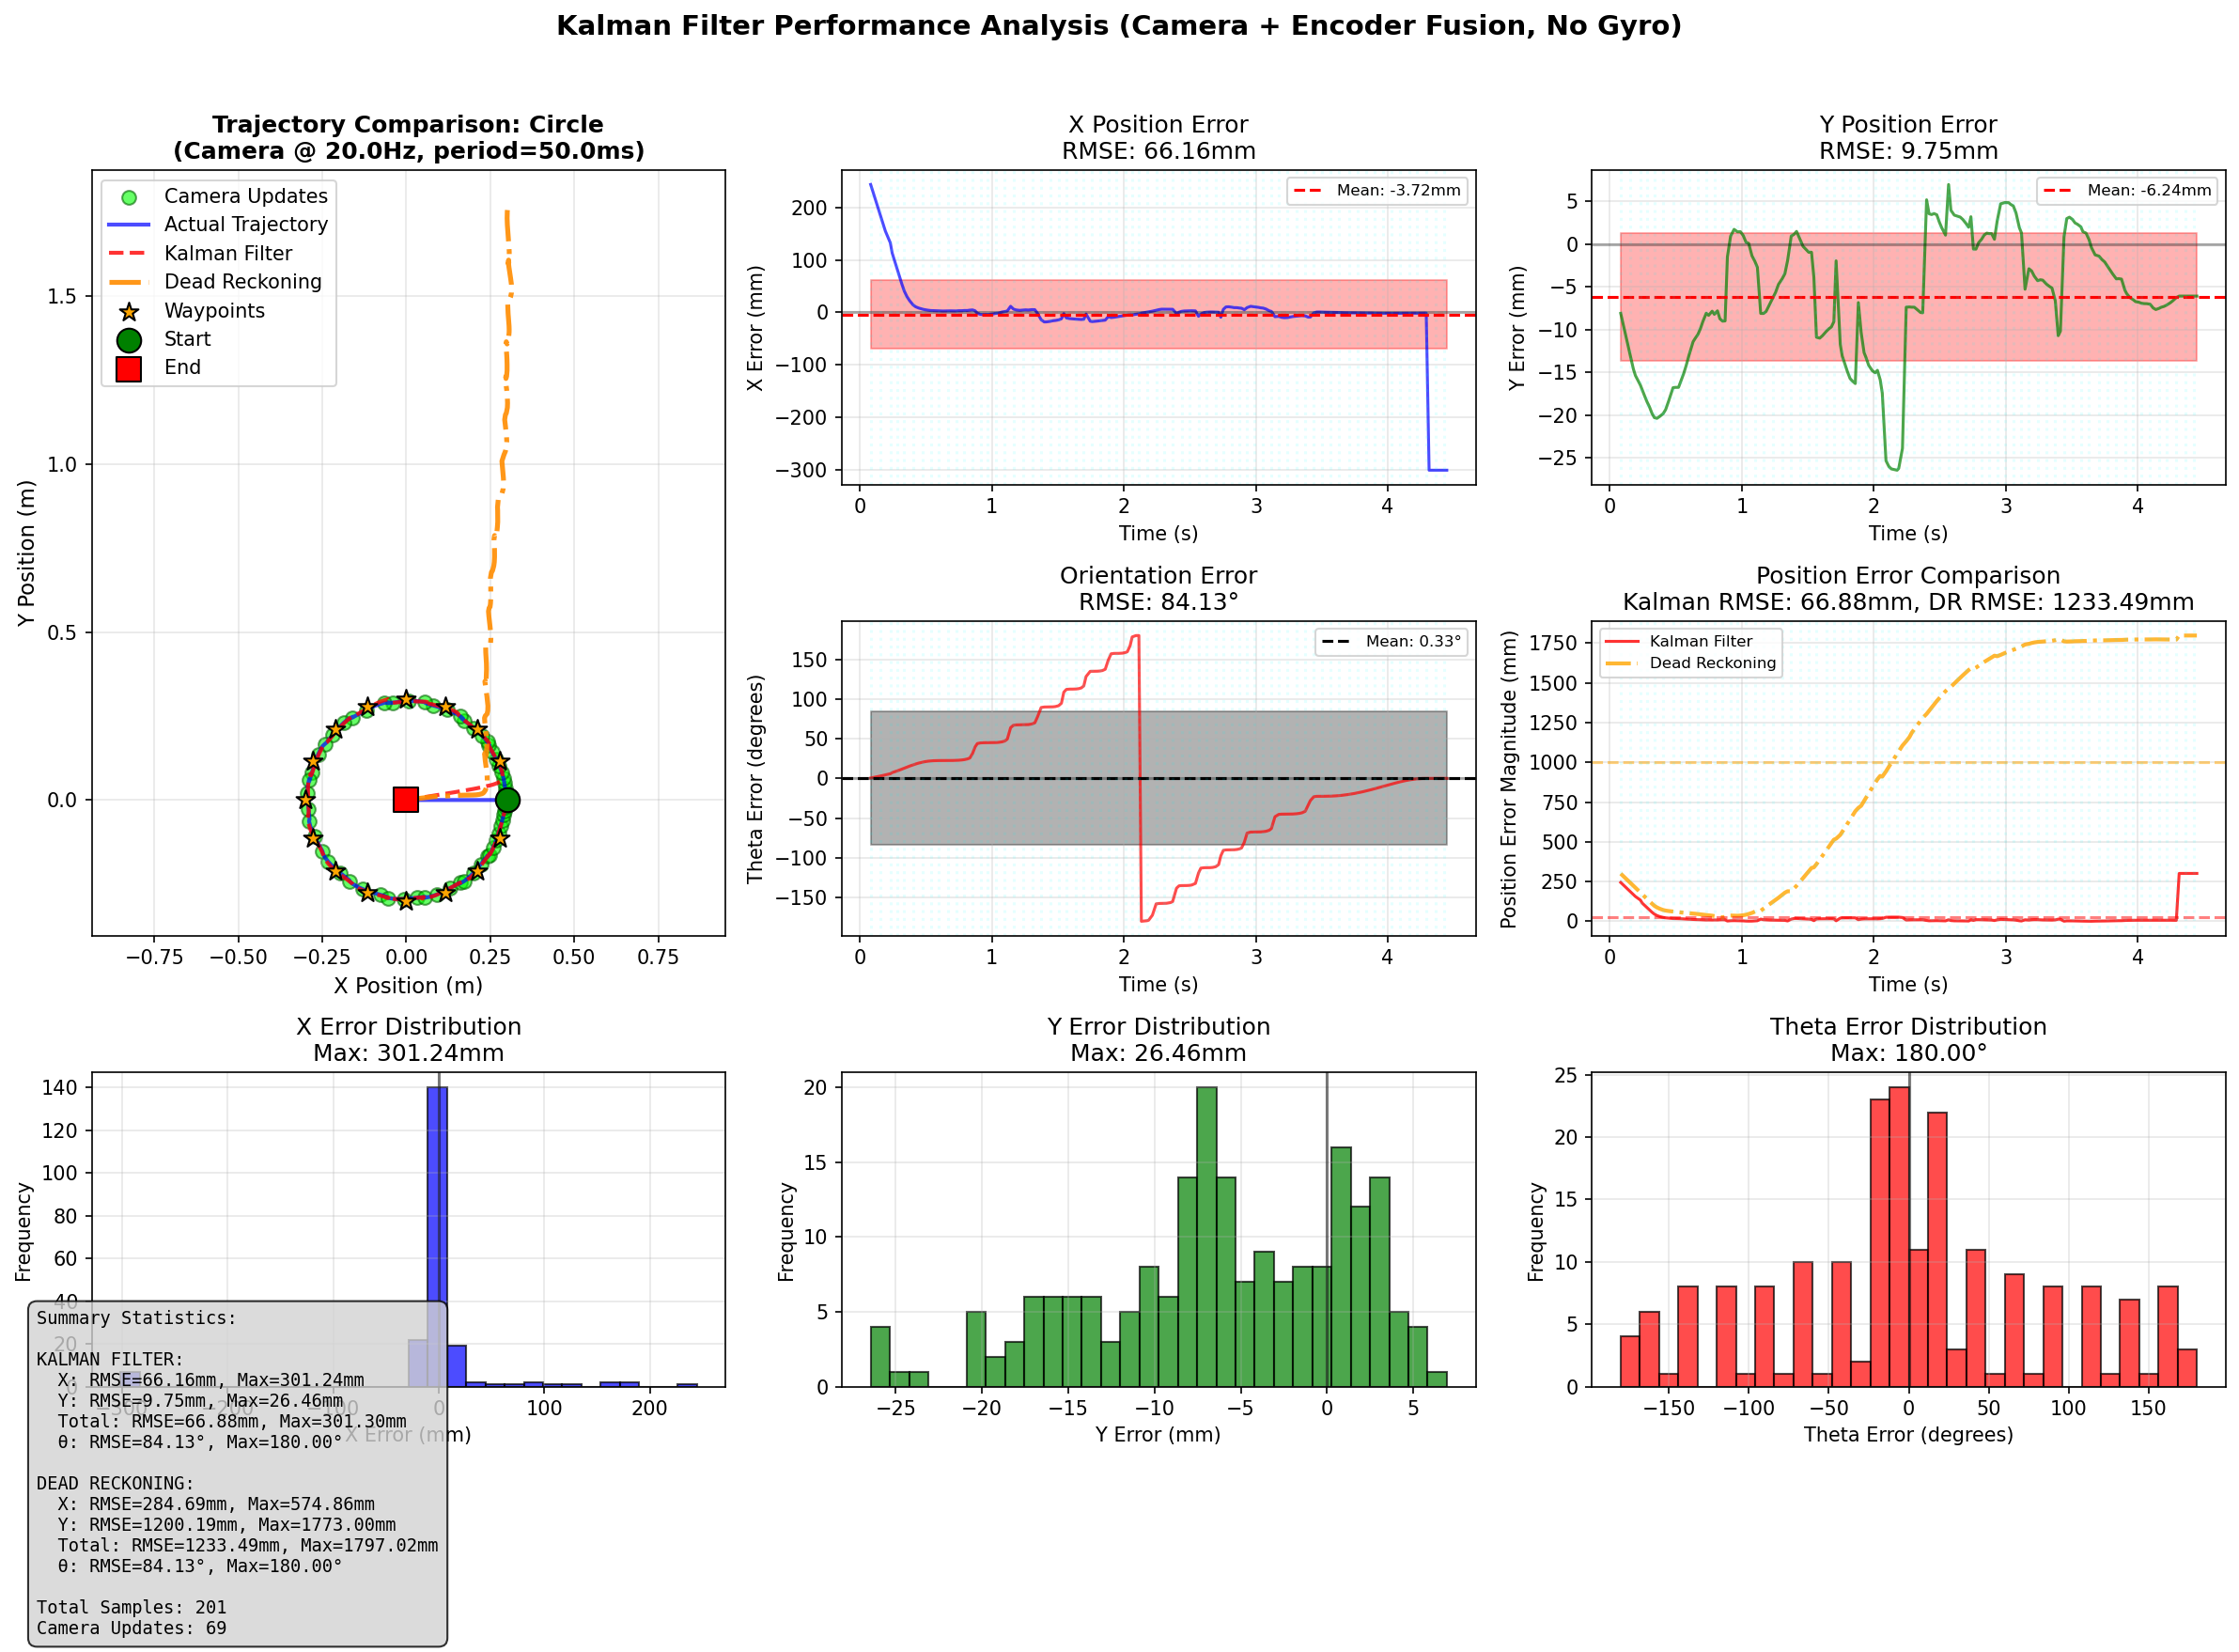 Kalman Filter Performance Analysis (Camera + Encoder Fusion, No Gyro)
Trajectory Comparison: Circle
(Camera @ 20.0Hz, period=50.0ms)
Camera Updates
Actual Trajectory
Kalman Filter
Dead Reckoning
Waypoints
Start
End
1.5
1.0
0.5
0.0
Y Position (m)
−0.75 −0.50 −0.25 0.00 0.25 0.50 0.75
X Position (m)
X Position Error
RMSE: 66.16mm
Mean: -3.72mm
200
100
0
−100
−200
−300
X Error (mm)
0 1 2 3 4
Time (s)
Y Position Error
RMSE: 9.75mm
Mean: -6.24mm
5
0
−5
−10
−15
−20
−25
Y Error (mm)
0 1 2 3 4
Time (s)
Orientation Error
RMSE: 84.13°
Mean: 0.33°
150
100
50
0
−50
−100
−150
Theta Error (degrees)
0 1 2 3 4
Time (s)
Position Error Comparison
Kalman RMSE: 66.88mm, DR RMSE: 1233.49mm
Kalman Filter
Dead Reckoning
1750
1500
1250
1000
750
500
250
0
Position Error Magnitude (mm)
0 1 2 3 4
Time (s)
X Error Distribution
Max: 301.24mm
140
120
100
80
60
40
20
0
Frequency
−300 −200 −100 0 100 200
X Error (mm)
Y Error Distribution
Max: 26.46mm
20
15
10
5
0
Frequency
−25 −20 −15 −10 −5 0 5
Y Error (mm)
Theta Error Distribution
Max: 180.00°
25
20
15
10
5
0
Frequency
−150 −100 −50 0 50 100 150
Theta Error (degrees)
Summary Statistics:
KALMAN FILTER:
X: RMSE=66.16mm, Max=301.24mm
Y: RMSE=9.75mm, Max=26.46mm
Total: RMSE=66.88mm, Max=301.30mm
θ: RMSE=84.13°, Max=180.00°
DEAD RECKONING:
X: RMSE=284.69mm, Max=574.86mm
Y: RMSE=1200.19mm, Max=1773.00mm
Total: RMSE=1233.49mm, Max=1797.02mm
θ: RMSE=84.13°, Max=180.00°
Total Samples: 201
Camera Updates: 69